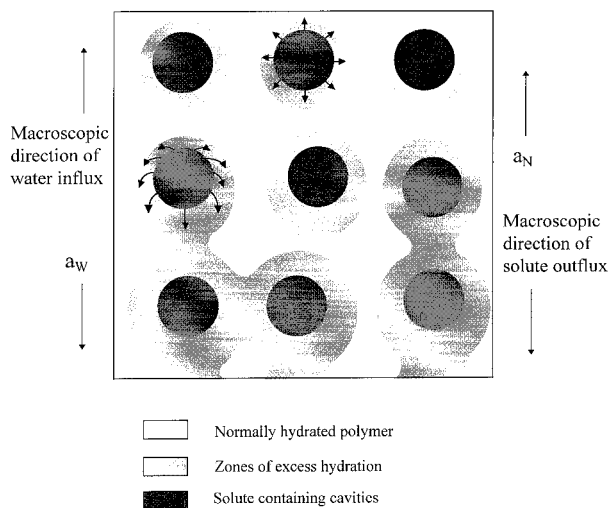 Macroscopic
direction of
water influx
a_W
a_N
Macroscopic
direction of
solute outflux
Normally hydrated polymer
Zones of excess hydration
Solute containing cavities